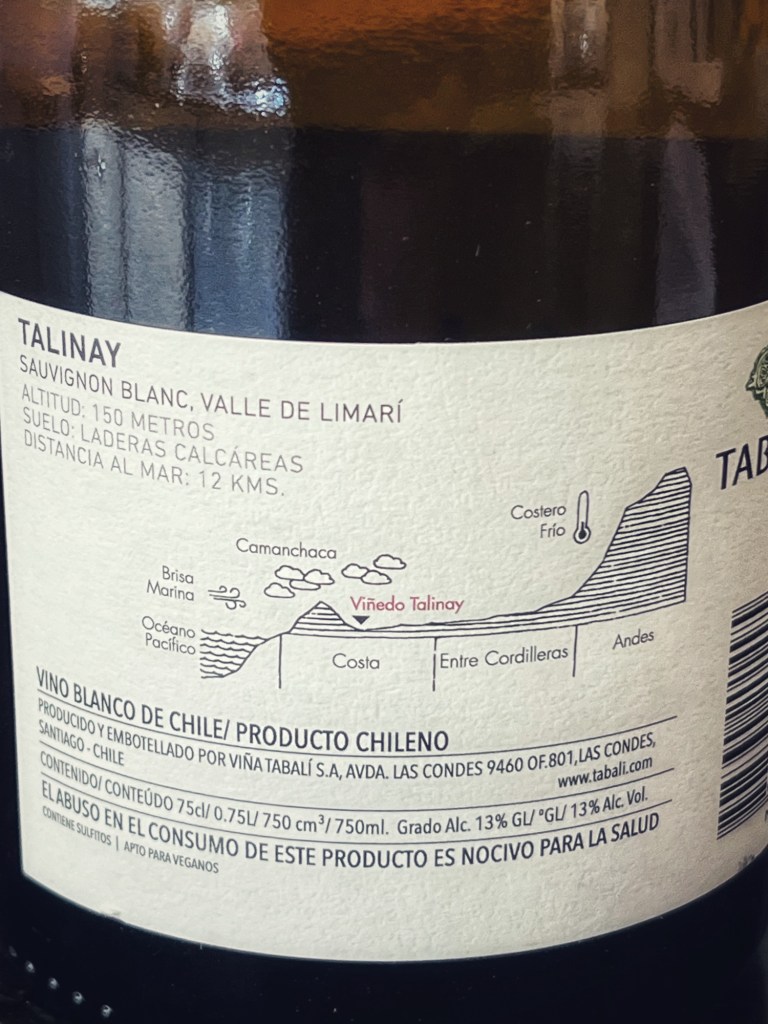 TALINAY
SAUVIGNON BLANC, VALLE DE LIMARÍ
ALTITUD: 150 METROS
SUELO: LADERAS CALCÁREAS
DISTANCIA AL MAR: 12 KMS.
TAB
Costero
Frío
Camanchaca
Brisa
Marina
Viñedo Talinay
Océano
Pacífico
Costa
Entre Cordilleras
Andes
VINO BLANCO DE CHILE/ PRODUCTO CHILENO
PRODUCIDO Y EMBOTELLADO POR VIÑA TABALÍ S.A, AVDA. LAS CONDES 9460 OF.801, LAS CONDES,
SANTIAGO - CHILE
www.tabali.com
CONTENIDO/ CONTEÚDO 75cl/ 0.75L/ 750 cm³/ 750ml. Grado Alc. 13% GL/ °GL/ 13% Alc. Vol.
EL ABUSO EN EL CONSUMO DE ESTE PRODUCTO ES NOCIVO PARA LA SALUD
CONTIENE SULFITOS | APTO PARA VEGANOS